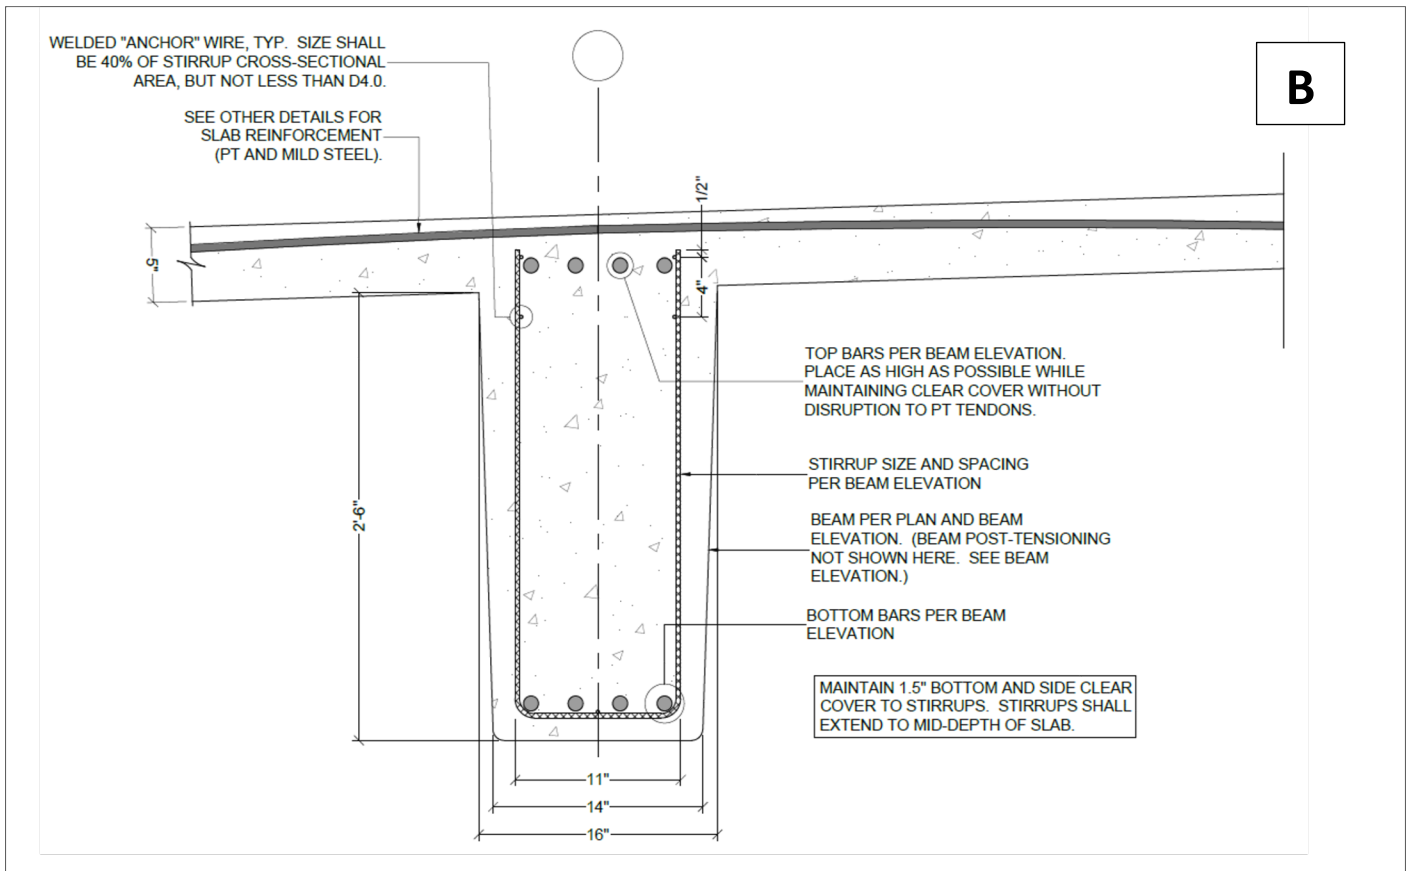 WELDED "ANCHOR" WIRE, TYP.  SIZE SHALL
BE 40% OF STIRRUP CROSS-SECTIONAL
AREA, BUT NOT LESS THAN D4.0.
B
SEE OTHER DETAILS FOR
SLAB REINFORCEMENT
(PT AND MILD STEEL).
1/2"
5"
4"
TOP BARS PER BEAM ELEVATION.
PLACE AS HIGH AS POSSIBLE WHILE
MAINTAINING CLEAR COVER WITHOUT
DISRUPTION TO PT TENDONS.
STIRRUP SIZE AND SPACING
PER BEAM ELEVATION
2'-6"
BEAM PER PLAN AND BEAM
ELEVATION.  (BEAM POST-TENSIONING
NOT SHOWN HERE.  SEE BEAM
ELEVATION.)
BOTTOM BARS PER BEAM
ELEVATION
MAINTAIN 1.5" BOTTOM AND SIDE CLEAR
COVER TO STIRRUPS.  STIRRUPS SHALL
EXTEND TO MID-DEPTH OF SLAB.
11"
14"
16"